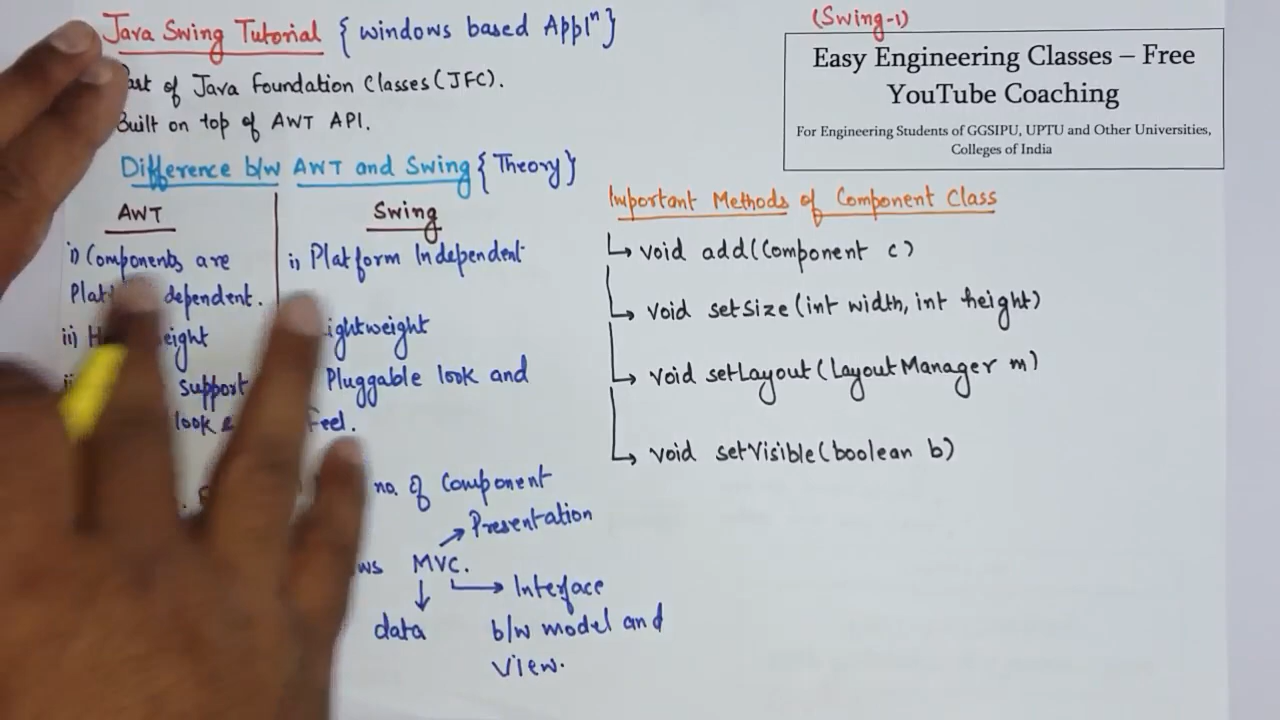 Java Swing Tutorial { windows based Applⁿ }
Part of Java Foundation Classes (JFC).
Built on top of AWT API.
Difference b/w AWT and Swing { Theory }
AWT
i) Components are
dependent.
ii)
support
look
Swing
i) Platform Independent
Lightweight
Pluggable look and
Feel.
no. of Component
MVC.
Presentation
data
Interface
b/w model and
View.
(Swing-1)
Easy Engineering Classes – Free
YouTube Coaching
For Engineering Students of GGSIPU, UPTU and Other Universities,
Colleges of India
Important Methods of Component Class
void add(Component c)
void setSize(int width, int height)
void setLayout(LayoutManager m)
void setVisible(boolean b)